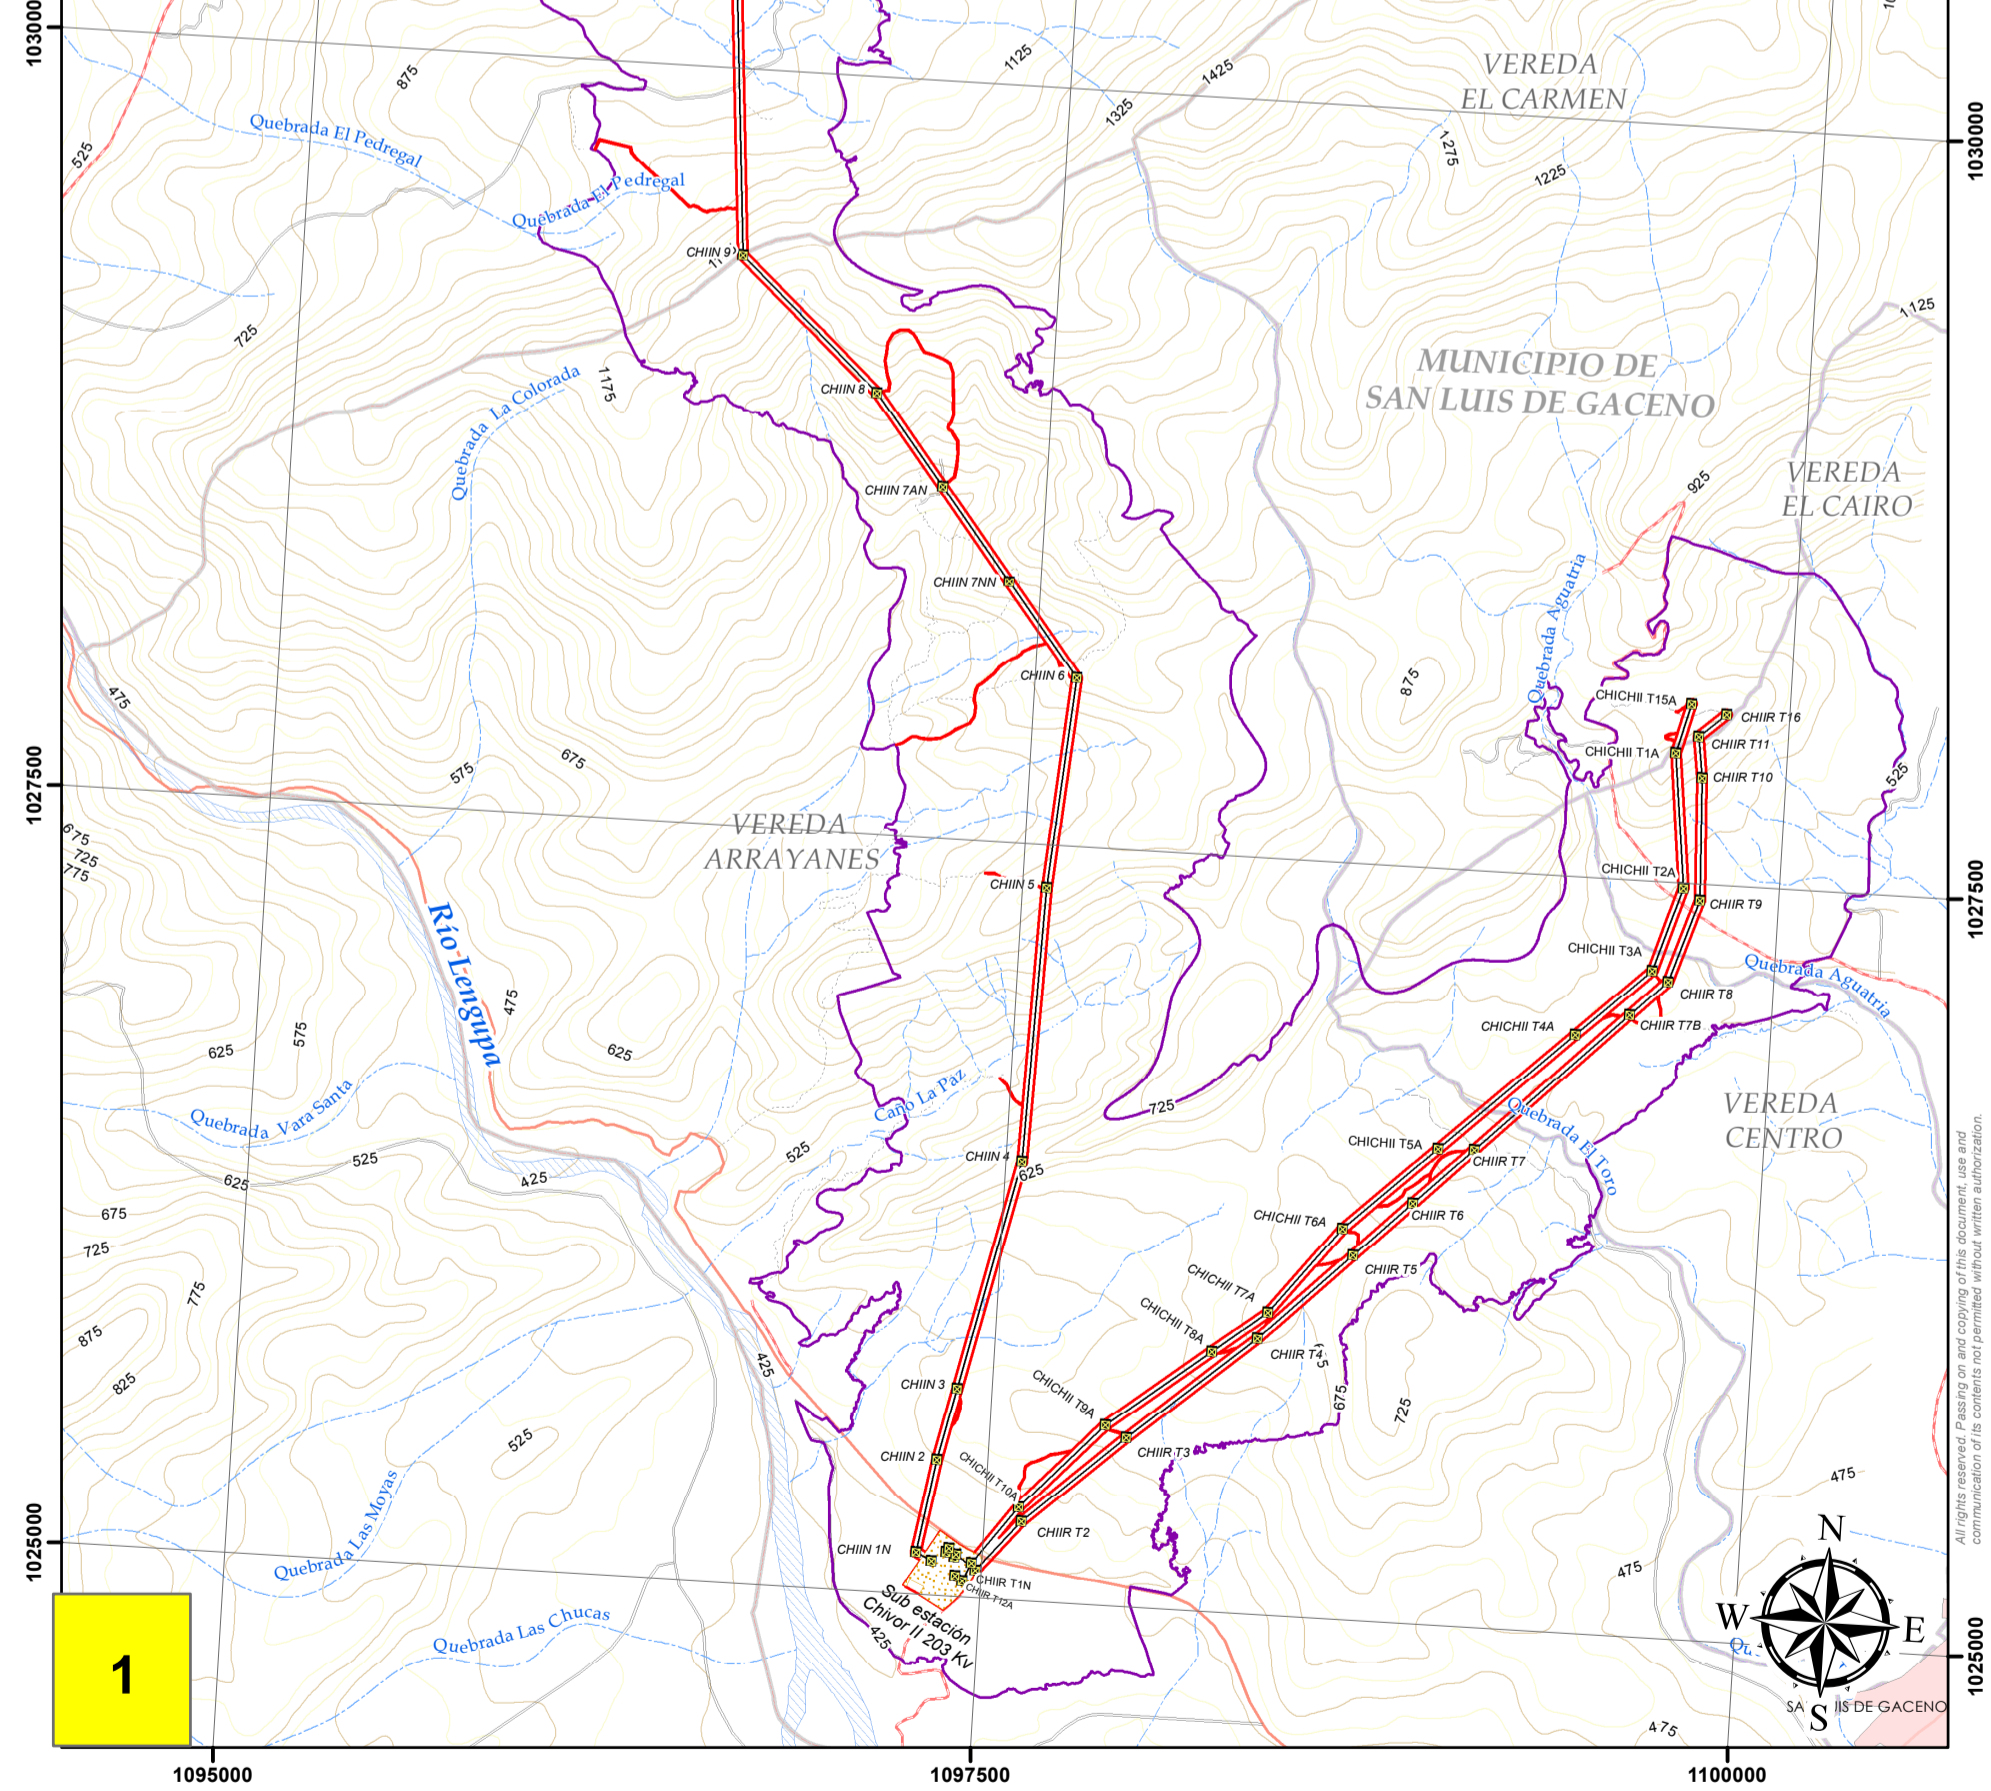 1125
1425
1325
875
VEREDA
EL CARMEN
1030000
1030000
Quebrada El Pedregal
525
1275
1225
Quebrada El Pedregal
CHIIN 9
725
1125
MUNICIPIO DE
SAN LUIS DE GACENO
Quebrada La Colorada
1175
CHIIN 8
VEREDA
EL CAIRO
925
CHIIN 7AN
CHIIN 7NN
Quebrada Aguatria
CHIIN 6
875
475
CHICHII T15A
CHIIR T16
CHIIR T11
CHICHII T1A
CHIIR T10
525
1027500
675
575
VEREDA
ARRAYANES
675
725
775
CHIIN 5
CHICHII T2A
CHIIR T9
1027500
Río Lengupa
CHICHII T3A
Quebrada Aguatria
CHIIR T8
475
CHICHII T4A
CHIIR T7B
575
625
625
Caño La Paz
Quebrada Vara Santa
725
Quebrada El Toro
VEREDA
CENTRO
CHICHII T5A
CHIIR T7
525
525
425
625
CHIIN 4
625
675
725
CHICHII T6A
CHIIR T6
CHIIR T5
775
CHICHII T7A
CHICHII T8A
CHIIR T4
875
825
425
CHIIN 3
675
725
CHICHII T9A
CHIIR T3
525
CHIIN 2
CHICHII T10A
475
Quebrada Las Moyas
CHIIR T2
1025000
CHIIN 1N
CHIIR T1N
CHIIR T12A
475
Sub estación
Chivor II 203 Kv
425
Quebrada Las Chucas
1
N
W
E
S
1025000
475
IIS DE GACENO
1095000
1097500
1100000
All rights reserved. Passing on and copying of this document, use and
communication of its contents not permitted without written authorization.